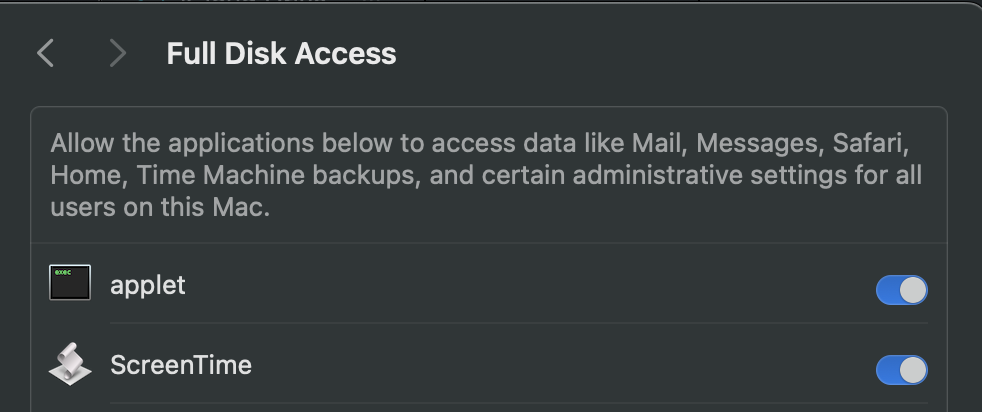 Full Disk Access
Allow the applications below to access data like Mail, Messages, Safari,
Home, Time Machine backups, and certain administrative settings for all
users on this Mac.
exec
applet
ScreenTime